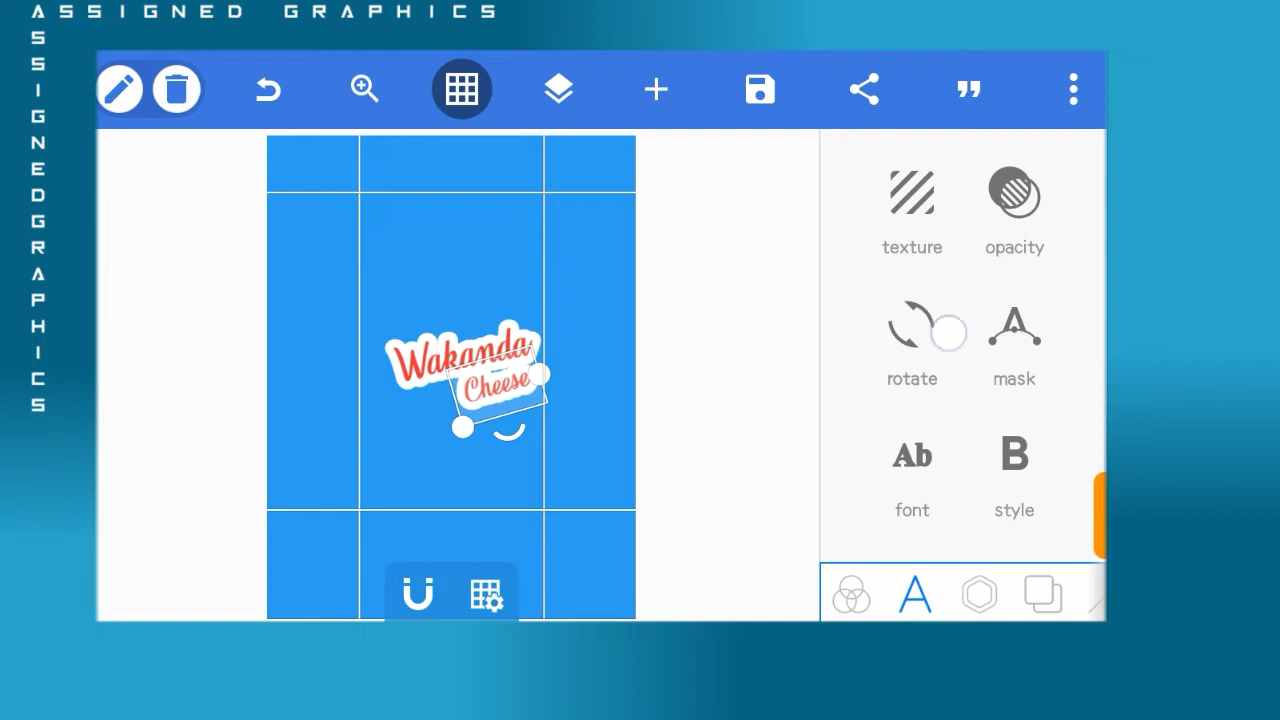 ASSIGNED GRAPHICS
ASSIGNEDGRAPHICS
texture
opacity
Wakanda
Cheese
rotate
mask
Ab
B
font
style
A